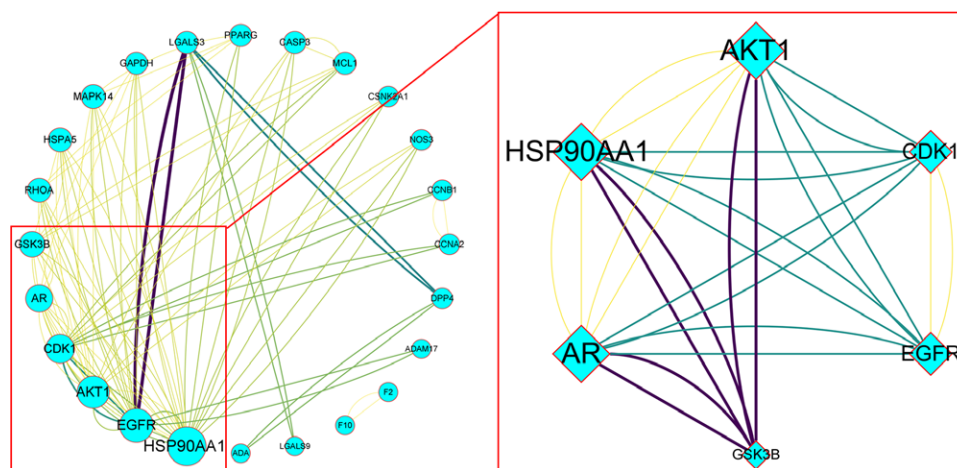 LGALS3
PPARG
CASP3
MCL1
GAPDH
MAPK14
CSNK2A1
HSPA5
NOS3
RHOA
CCNB1
GSK3B
CCNA2
AR
DPP4
CDK1
ADAM17
AKT1
F2
EGFR
F10
HSP90AA1
ADA
LGALS9
AKT1
HSP90AA1
CDK1
AR
EGFR
GSK3B